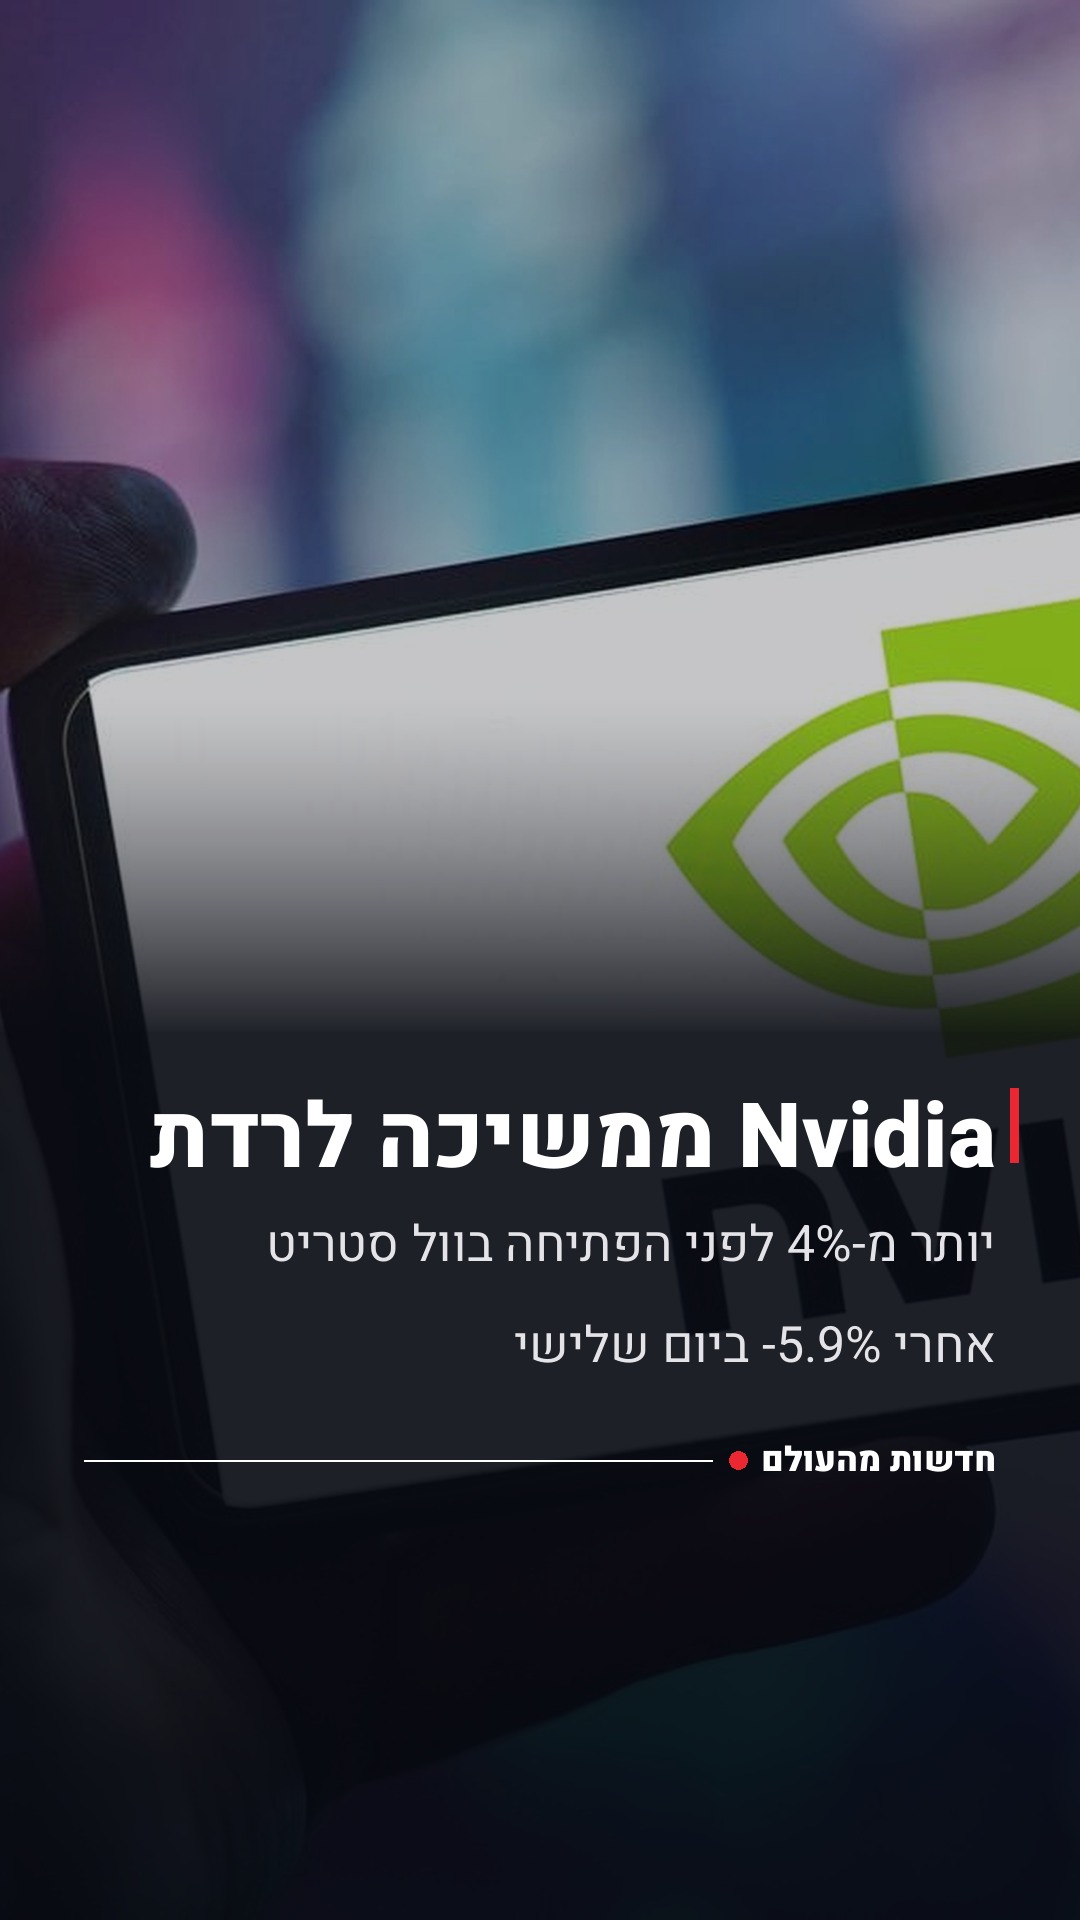 Nvidia ממשיכה לרדת
יותר מ-4% לפני הפתיחה בוול סטריט
אחרי 5.9%- ביום שלישי
חדשות מהעולם